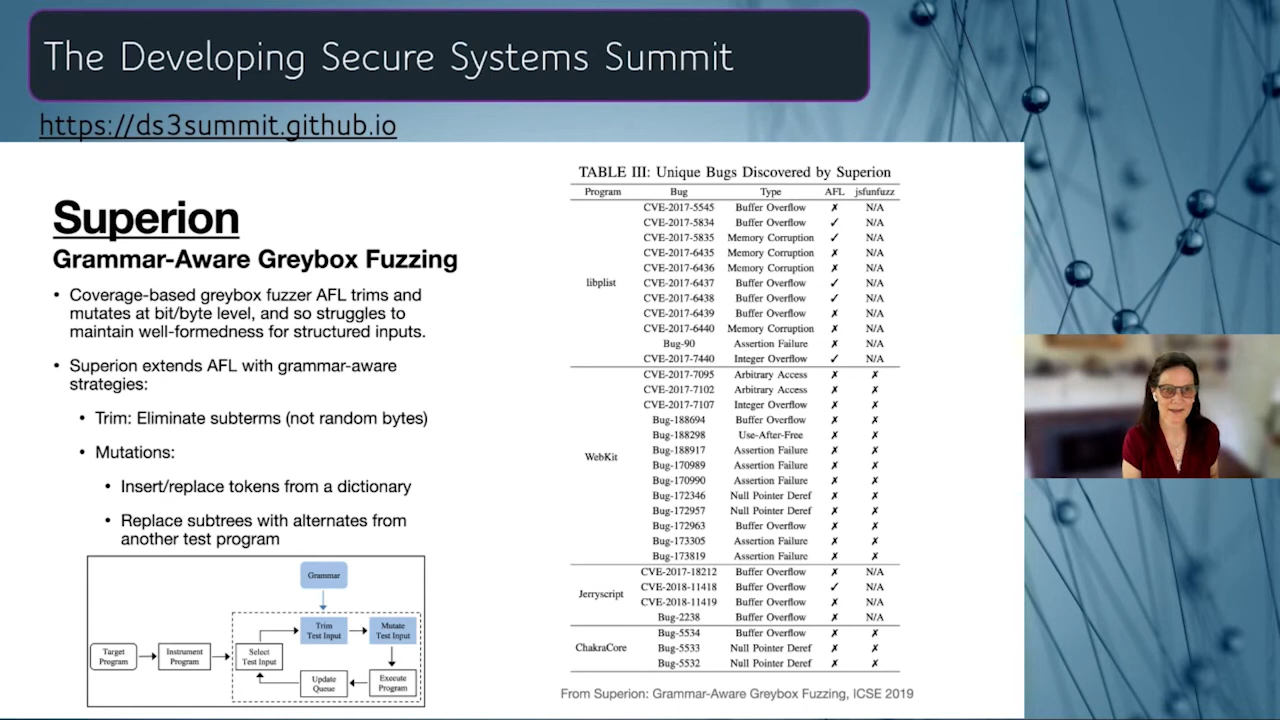 The Developing Secure Systems Summit
https://ds3summit.github.io
Superion
Grammar-Aware Greybox Fuzzing
• Coverage-based greybox fuzzer AFL trims and
mutates at bit/byte level, and so struggles to
maintain well-formedness for structured inputs.
• Superion extends AFL with grammar-aware
strategies:
• Trim: Eliminate subterms (not random bytes)
• Mutations:
• Insert/replace tokens from a dictionary
• Replace subtrees with alternates from
another test program
Grammar
Trim
Test Input
Mutate
Test Input
Target
Program
Instrument
Program
Select
Test Input
Update
Queue
Execute
Program
TABLE III: Unique Bugs Discovered by Superion
Program Bug Type AFL jsfunfuzz
libplist
CVE-2017-5545 Buffer Overflow ✗ N/A
CVE-2017-5834 Buffer Overflow ✓ N/A
CVE-2017-5835 Memory Corruption ✓ N/A
CVE-2017-6435 Memory Corruption ✗ N/A
CVE-2017-6436 Memory Corruption ✗ N/A
CVE-2017-6437 Buffer Overflow ✓ N/A
CVE-2017-6438 Buffer Overflow ✓ N/A
CVE-2017-6439 Buffer Overflow ✗ N/A
CVE-2017-6440 Memory Corruption ✗ N/A
Bug-90 Assertion Failure ✗ N/A
CVE-2017-7440 Integer Overflow ✓ N/A
WebKit
CVE-2017-7095 Arbitrary Access ✗ ✗
CVE-2017-7102 Arbitrary Access ✗ ✗
CVE-2017-7107 Integer Overflow ✗ ✗
Bug-188694 Buffer Overflow ✗ ✗
Bug-188298 Use-After-Free ✗ ✗
Bug-188917 Assertion Failure ✗ ✗
Bug-170989 Assertion Failure ✗ ✗
Bug-170990 Assertion Failure ✗ ✗
Bug-172346 Null Pointer Deref ✗ ✗
Bug-172957 Null Pointer Deref ✗ ✗
Bug-172963 Buffer Overflow ✗ ✗
Bug-173305 Assertion Failure ✗ ✗
Bug-173819 Assertion Failure ✗ ✗
Jerryscript
CVE-2017-18212 Buffer Overflow ✗ N/A
CVE-2018-11418 Buffer Overflow ✓ N/A
CVE-2018-11419 Buffer Overflow ✗ N/A
Bug-2238 Buffer Overflow ✗ N/A
ChakraCore
Bug-5534 Buffer Overflow ✗ ✗
Bug-5533 Null Pointer Deref ✗ ✗
Bug-5532 Null Pointer Deref ✗ ✗
From Superion: Grammar-Aware Greybox Fuzzing, ICSE 2019